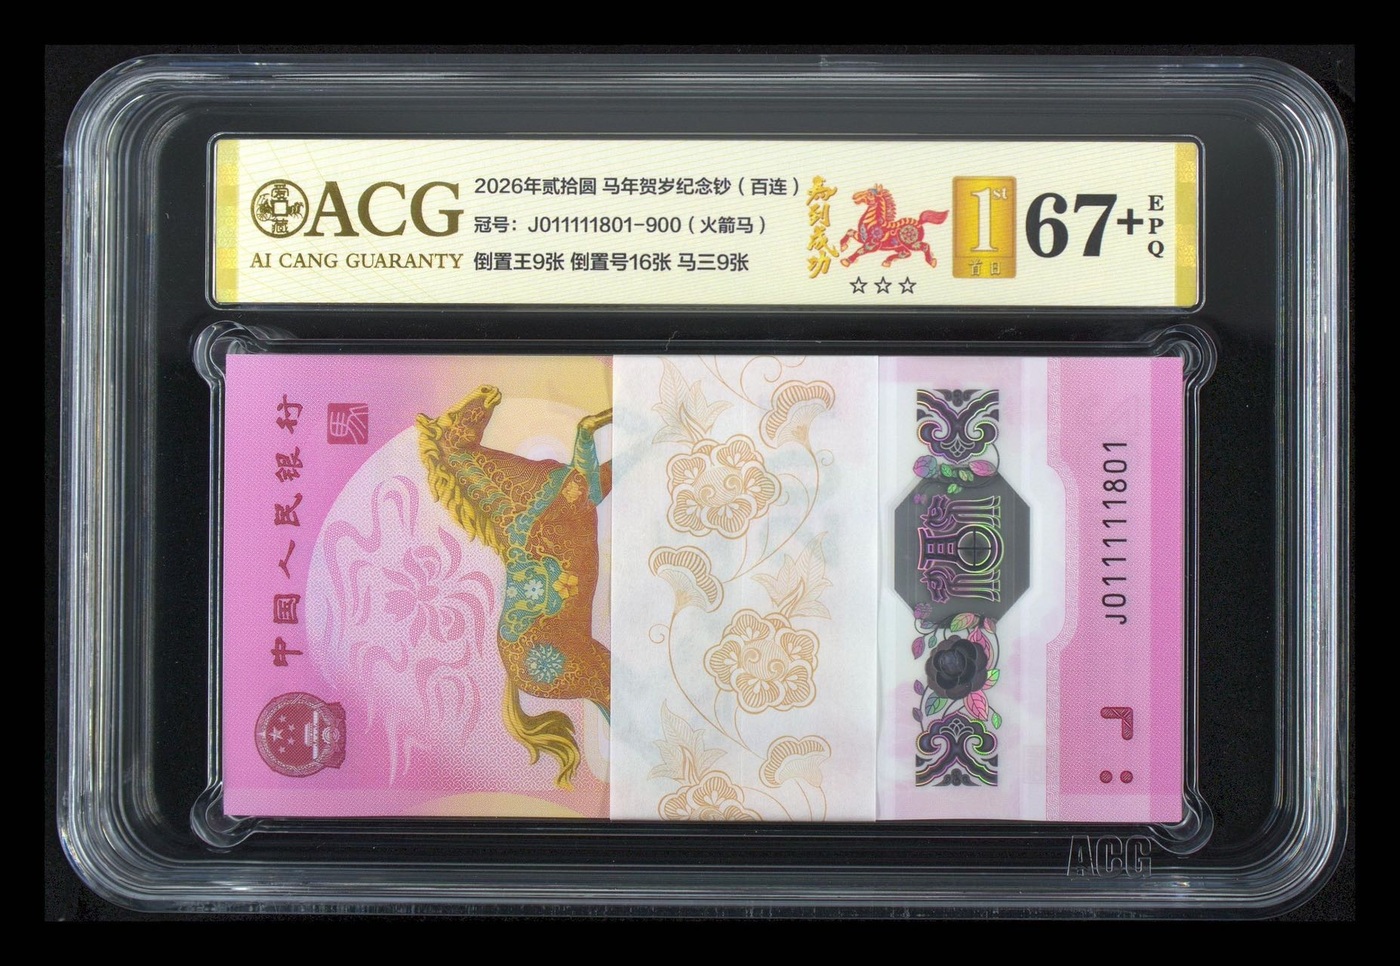 愛藏
ACG
AI CANG GUARANTY
2026年贰拾圆 马年贺岁纪念钞（百连）
冠号：J011111801-900（火箭马）
倒置王9张 倒置号16张 马三9张
马到成功
☆☆☆
1st
首日
67+
EPQ
中国人民银行
J011111801
ACG